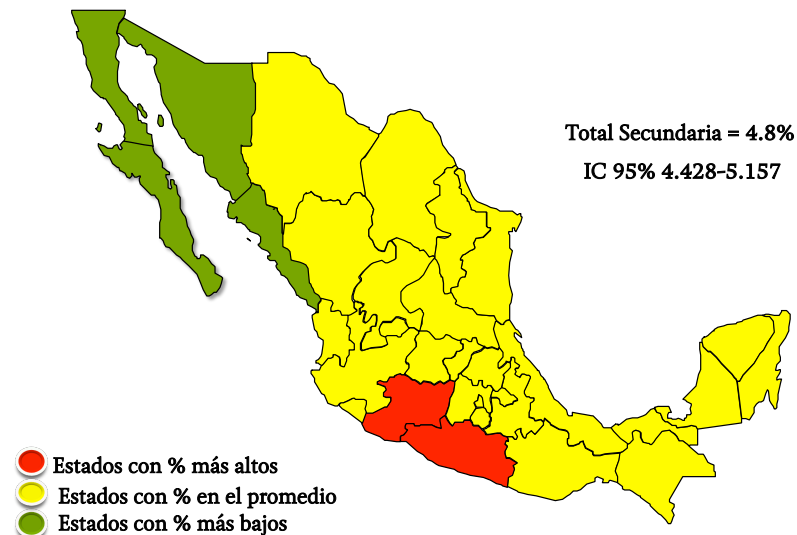 Total Secundaria = 4.8%
IC 95% 4.428-5.157
Estados con % más altos
Estados con % en el promedio
Estados con % más bajos